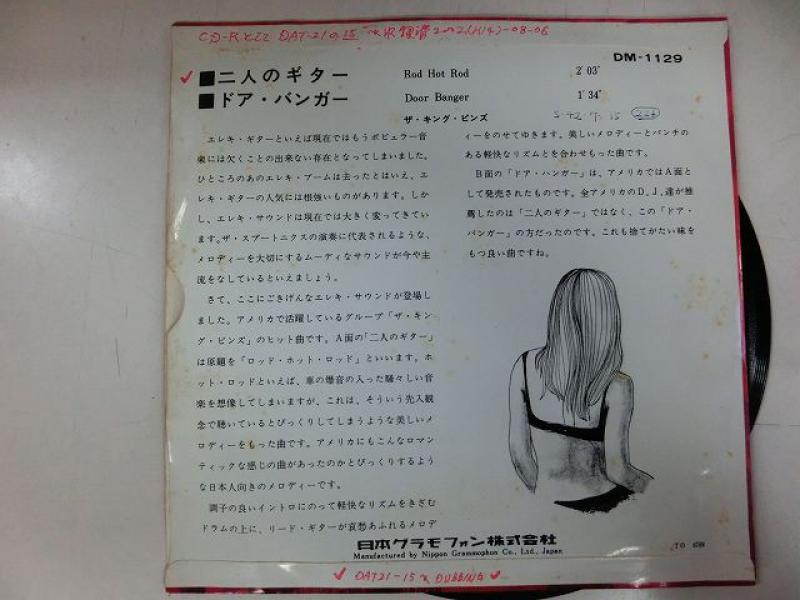 CD-Rとして DAT-21の
2002(H14)-08-06
DM-1129
✓ ■二人のギター Rod Hot Rod 2′03″
■ドア・バンガー Door Banger 1′34″
ザ・キング・ピンズ
S-42.7.15
エレキ・ギターといえば現在ではもうポピュラー音
楽には欠くことの出来ない存在となってしまいました。
ひところのあのエレキ・ブームは去ったとはいえ、エ
レキ・ギターの人気には根強いものがあります。しか
し、エレキ・サウンドは現在では大きく変ってきてい
ます。ザ・スプートニクスの演奏に代表されるような、
メロディーを大切にするムーディなサウンドが今や主
流をなしているといえましょう。
さて、ここにごきげんなエレキ・サウンドが登場し
ました。アメリカで活躍しているグループ「ザ・キン
グ・ピンズ」のヒット曲です。A面の「二人のギター」
は原題を「ロッド・ホット・ロッド」といいます。ホ
ット・ロッドといえば、車の爆音の入った騒々しい音
楽を想像してしまいますが、これは、そういう先入観
念で聴いているとびっくりしてしまうような美しいメ
ロディーをもった曲です。アメリカにもこんなロマン
ティックな感じの曲があったのかとびっくりするよう
な日本人向きのメロディーです。
調子の良いイントロにのって軽快なリズムをきざむ
ドラムの上に、リード・ギターが哀愁あふれるメロデ
ィーをのせてゆきます。美しいメロディーとパンチの
ある軽快なリズムとを合わせもった曲です。
B面の「ドア・バンガー」は、アメリカではA面と
して発売されたものです。全アメリカのD.J.達が推
薦したのは「二人のギター」ではなく、この「ドア・
バンガー」の方だったのです。これも捨てがたい味を
もつ良い曲ですね。
日本グラモフォン株式会社
Manufactured by Nippon Grammophon Co., Ltd., Japan
TO
✓ DAT21-15へ DUBBING ✓